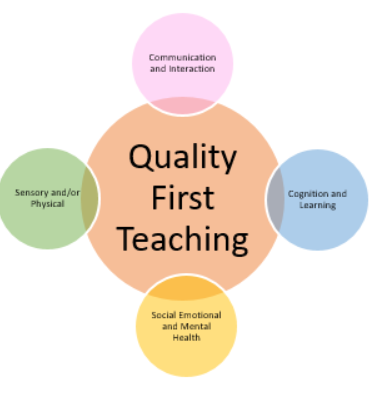 Communication
and Interaction
Quality
First
Teaching
Sensory and/or
Physical
Cognition and
Learning
Social Emotional
and Mental
Health